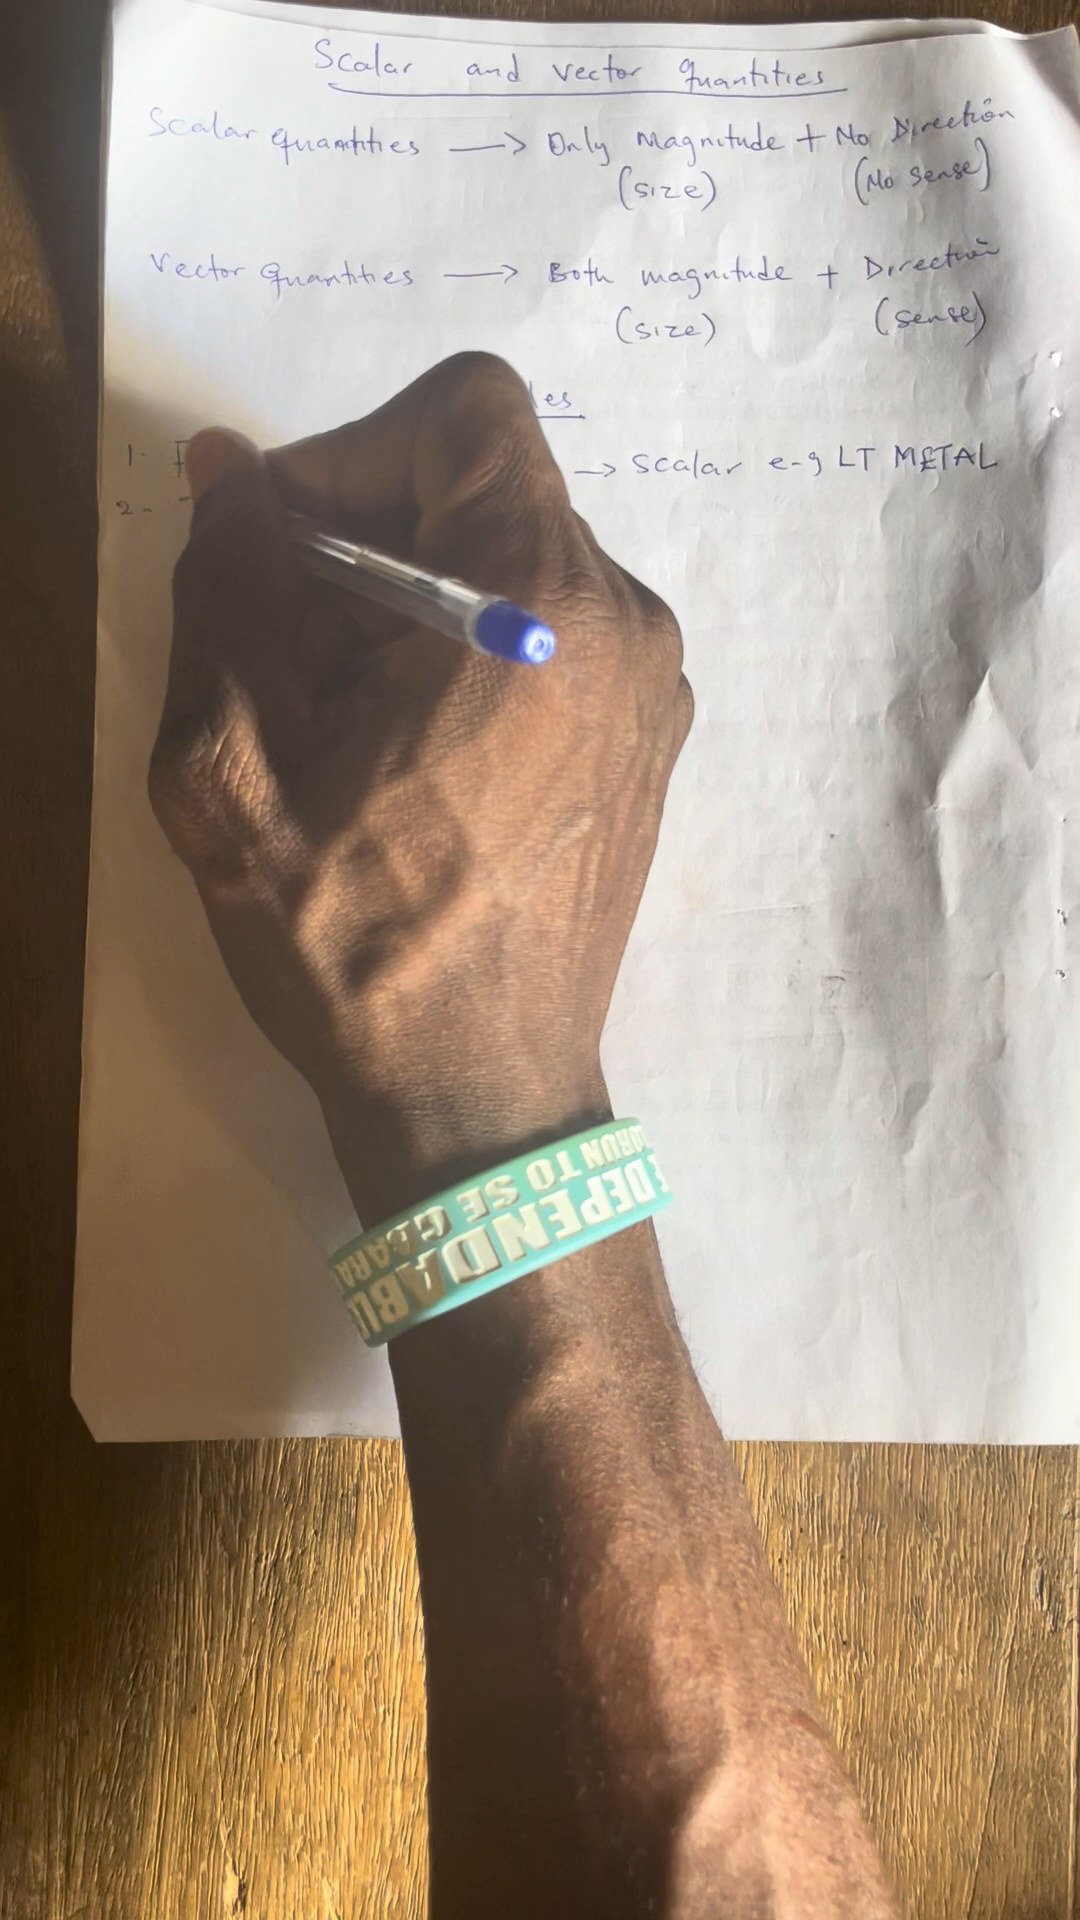 Scalar and vector quantities
Scalar quantities → Only Magnitude + No Direction
(size) (No sense)
Vector Quantities → Both magnitude + Direction
(size) (sense)
les
1. → Scalar e-g LT METAL
2-
DEPENDABLE
TO SE GBARA